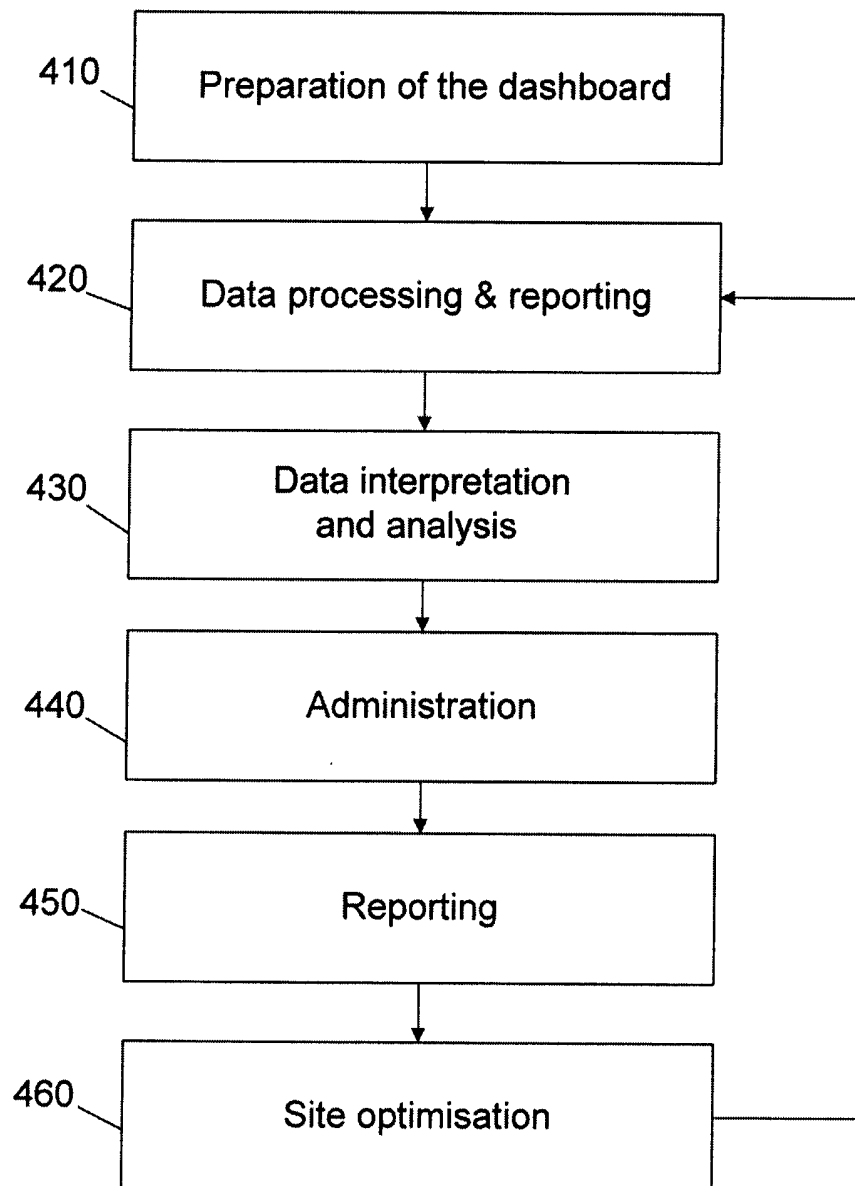 410
Preparation of the dashboard
420
Data processing & reporting
430
Data interpretation
and analysis
440
Administration
450
Reporting
460
Site optimisation